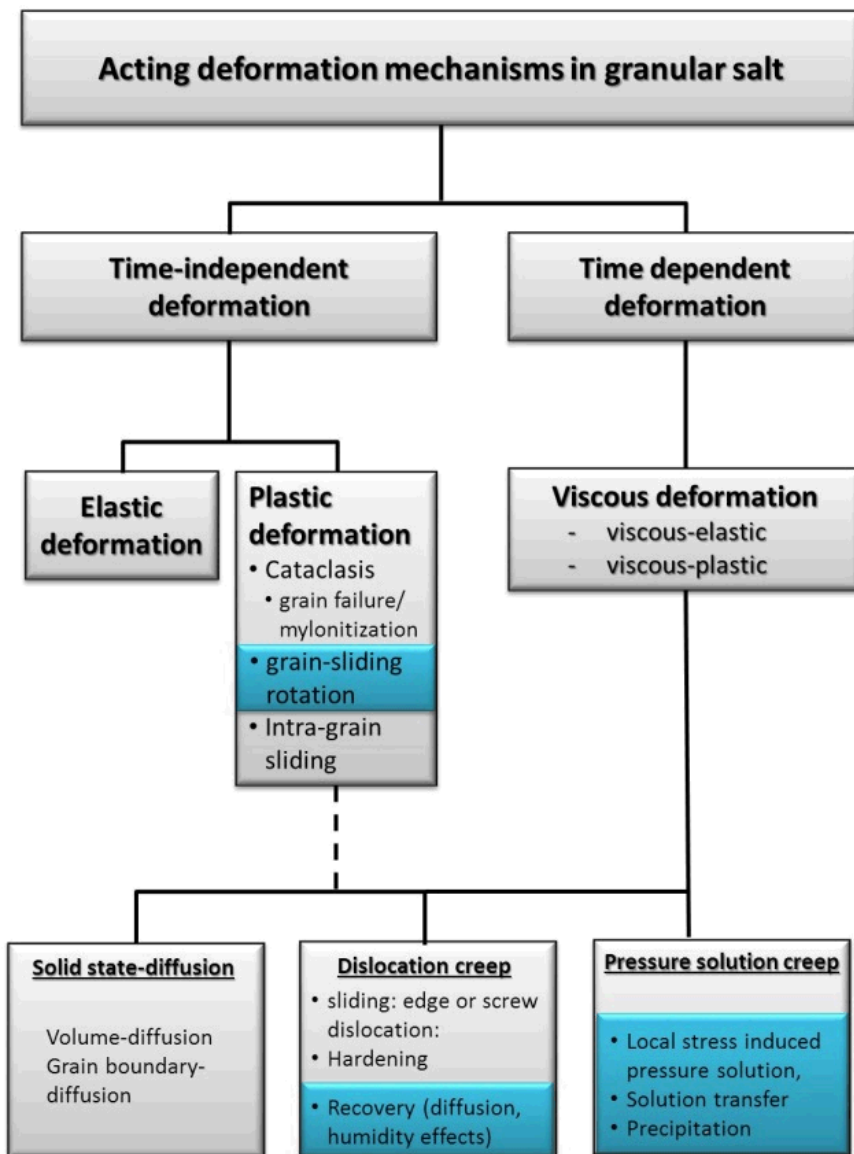 Acting deformation mechanisms in granular salt
Time-independent
deformation
Time dependent
deformation
Elastic
deformation
Plastic
deformation
• Cataclasis
• grain failure/
mylonitization
• grain-sliding
rotation
• Intra-grain
sliding
Viscous deformation
- viscous-elastic
- viscous-plastic
Solid state-diffusion
Volume-diffusion
Grain boundary-
diffusion
Dislocation creep
• sliding: edge or screw
dislocation:
• Hardening
• Recovery (diffusion,
humidity effects)
Pressure solution creep
• Local stress induced
pressure solution,
• Solution transfer
• Precipitation